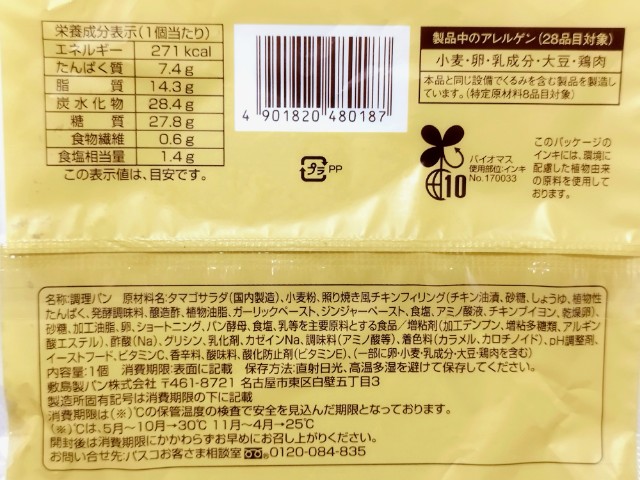 栄養成分表示(1個当たり)
エネルギー 271 kcal
たんぱく質 7.4g
脂質 14.3g
炭水化物 28.4g
糖質 27.8g
食物繊維 0.6g
食塩相当量 1.4g
この表示値は、目安です。
4 901820 480187
プラ PP
製品中のアレルゲン(28品目対象)
小麦・卵・乳成分・大豆・鶏肉
本品と同じ設備でくるみを含む製品を製造し
ています。(特定原材料8品目対象)
10
バイオマス
使用部位:インキ
No.170033
このパッケージの
インキには、環境に
配慮した植物由来
の原料を使用して
おります。
名称:調理パン 原材料名:タマゴサラダ(国内製造)、小麦粉、照り焼き風チキンフィリング(チキン油漬、砂糖、しょうゆ、植物性
たんぱく、発酵調味料、醸造酢、植物油脂、ガーリックペースト、ジンジャーペースト、食塩、アミノ酸液、チキンブイヨン、乾燥卵)、
砂糖、加工油脂、卵、ショートニング、パン酵母、食塩、乳等を主要原料とする食品/増粘剤(加工デンプン、増粘多糖類、アルギン
酸エステル)、酢酸(Na)、グリシン、乳化剤、カゼインNa、調味料(アミノ酸等)、着色料(カラメル、カロチノイド)、pH調整剤、
イーストフード、ビタミンC、香辛料、酸味料、酸化防止剤(ビタミンE)、(一部に卵・小麦・乳成分・大豆・鶏肉を含む)
内容量:1個 消費期限:表面に記載 保存方法:直射日光、高温多湿を避けて保存してください。
敷島製パン株式会社 〒461-8721 名古屋市東区白壁五丁目3
製造所固有記号は消費期限の下に記載
消費期限は(※)℃の保管温度の検査で安全を見込んだ期限となっております。
(※)℃は、5月~10月→30℃ 11月~4月→25℃
開封後は消費期限にかかわらずお早めにお召し上がりください。
お問い合せ先:パスコお客さま相談室 0120-084-835